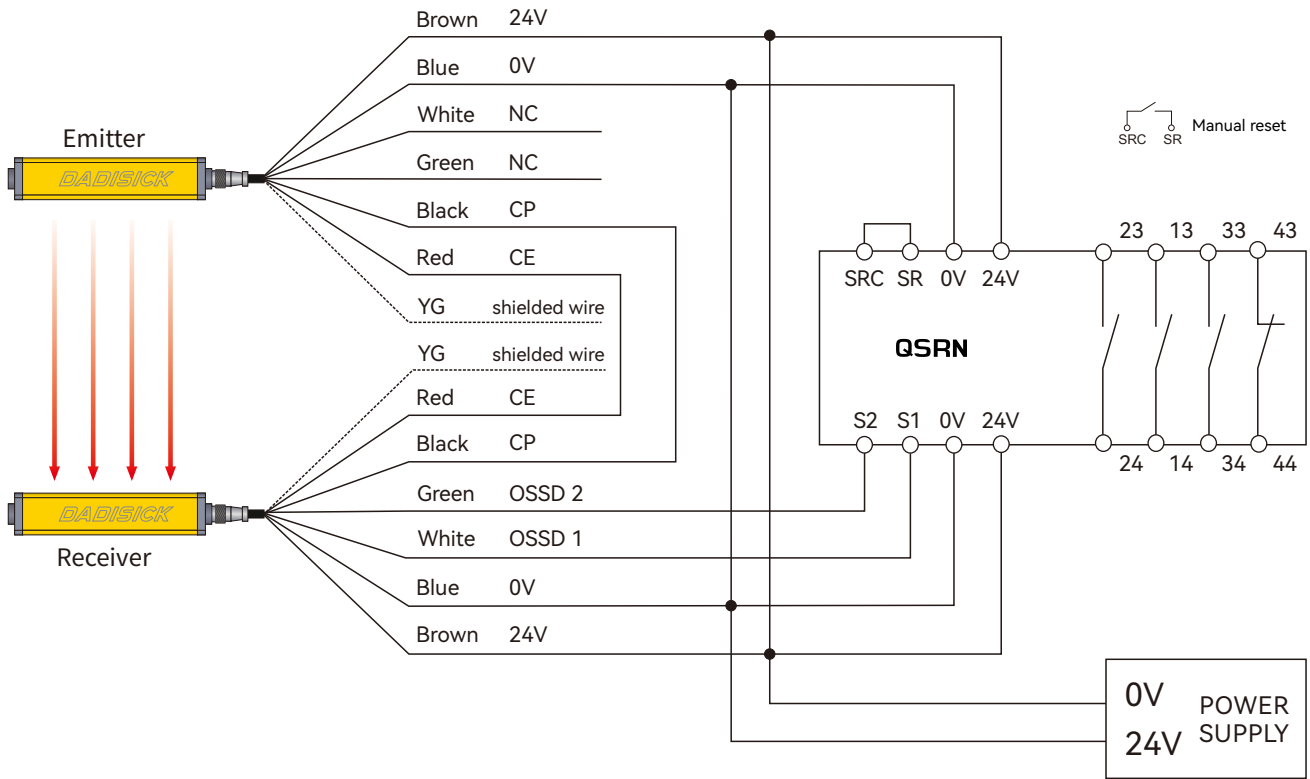 Brown 24V
Blue 0V
White NC
Green NC
Black CP
Red CE
YG shielded wire
YG shielded wire
Red CE
Black CP
Green OSSD 2
White OSSD 1
Blue 0V
Brown 24V
Emitter
DADISICK
DADISICK
Receiver
SRC SR Manual reset
23 13 33 43
SRC SR 0V 24V
QSRN
S2 S1 0V 24V
24 14 34 44
0V
24V
POWER
SUPPLY